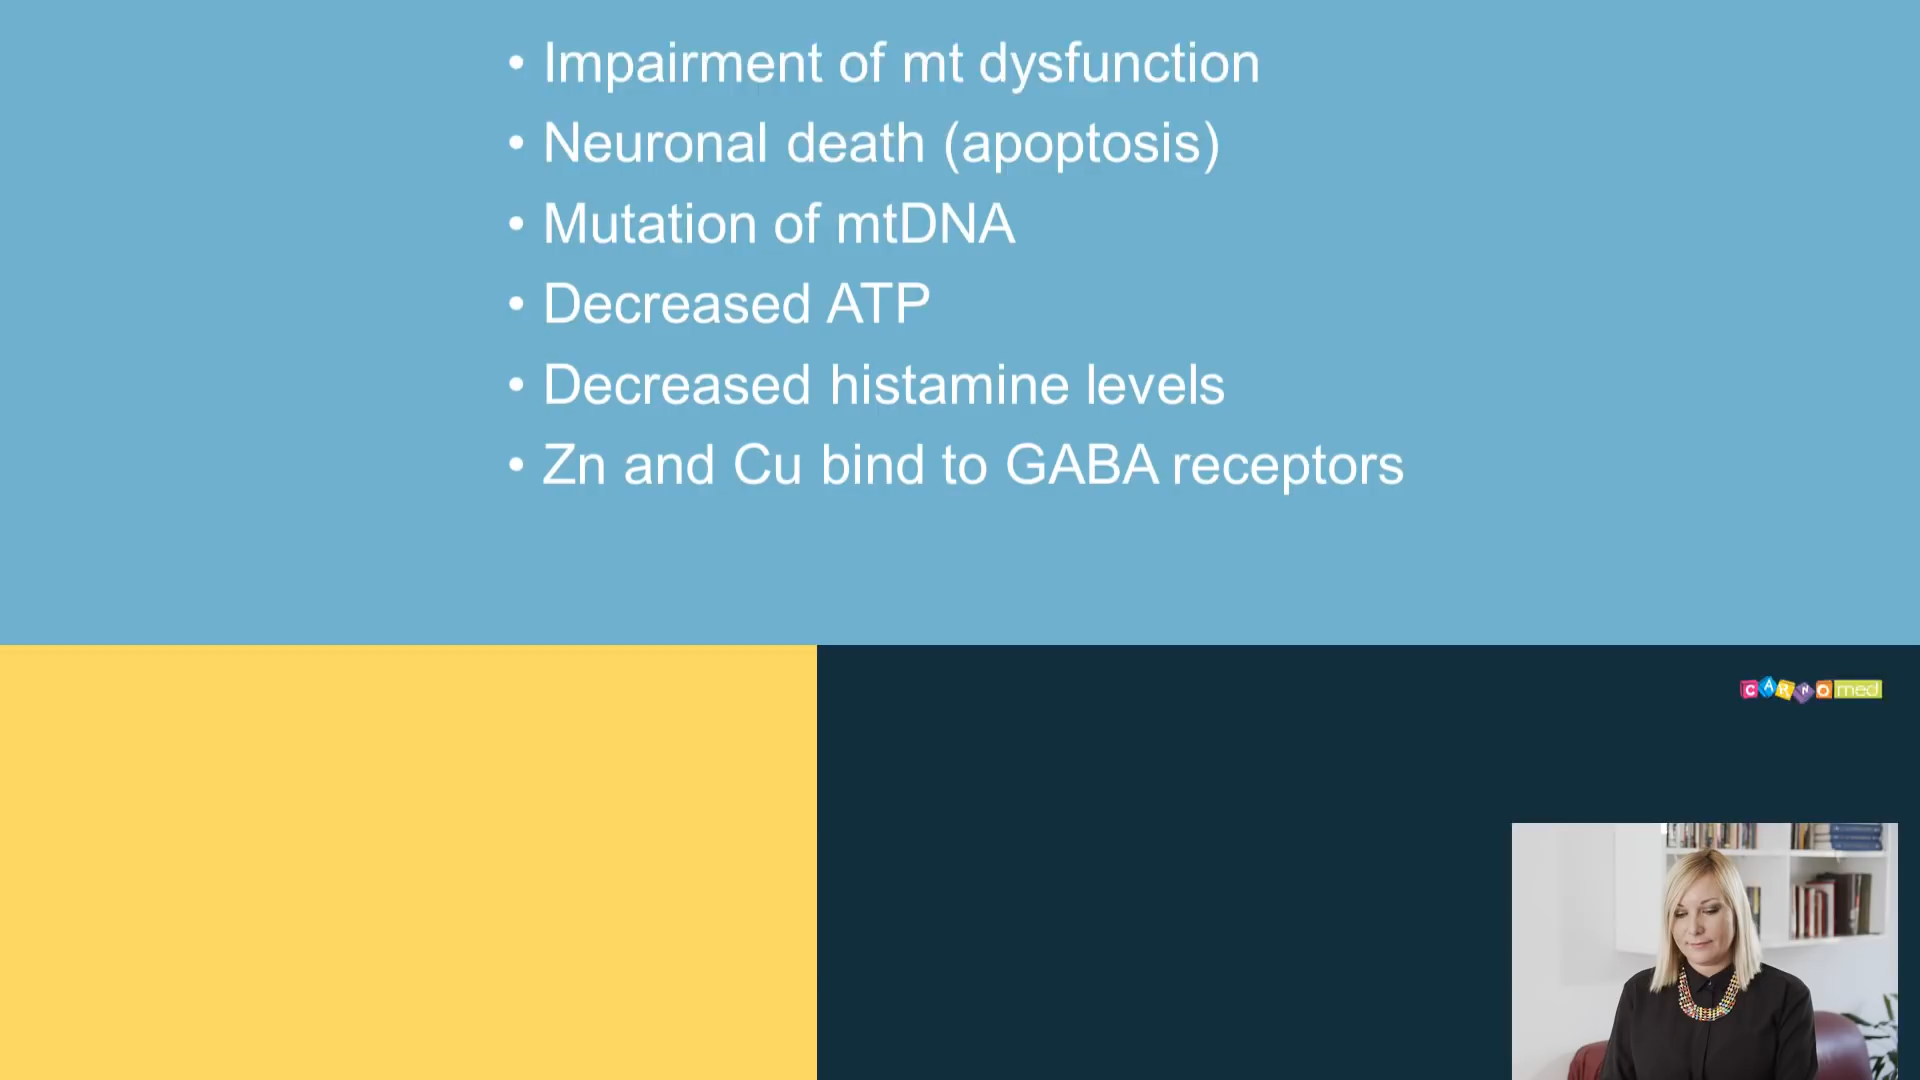 • Impairment of mt dysfunction
• Neuronal death (apoptosis)
• Mutation of mtDNA
• Decreased ATP
• Decreased histamine levels
• Zn and Cu bind to GABA receptors
CARNOmed